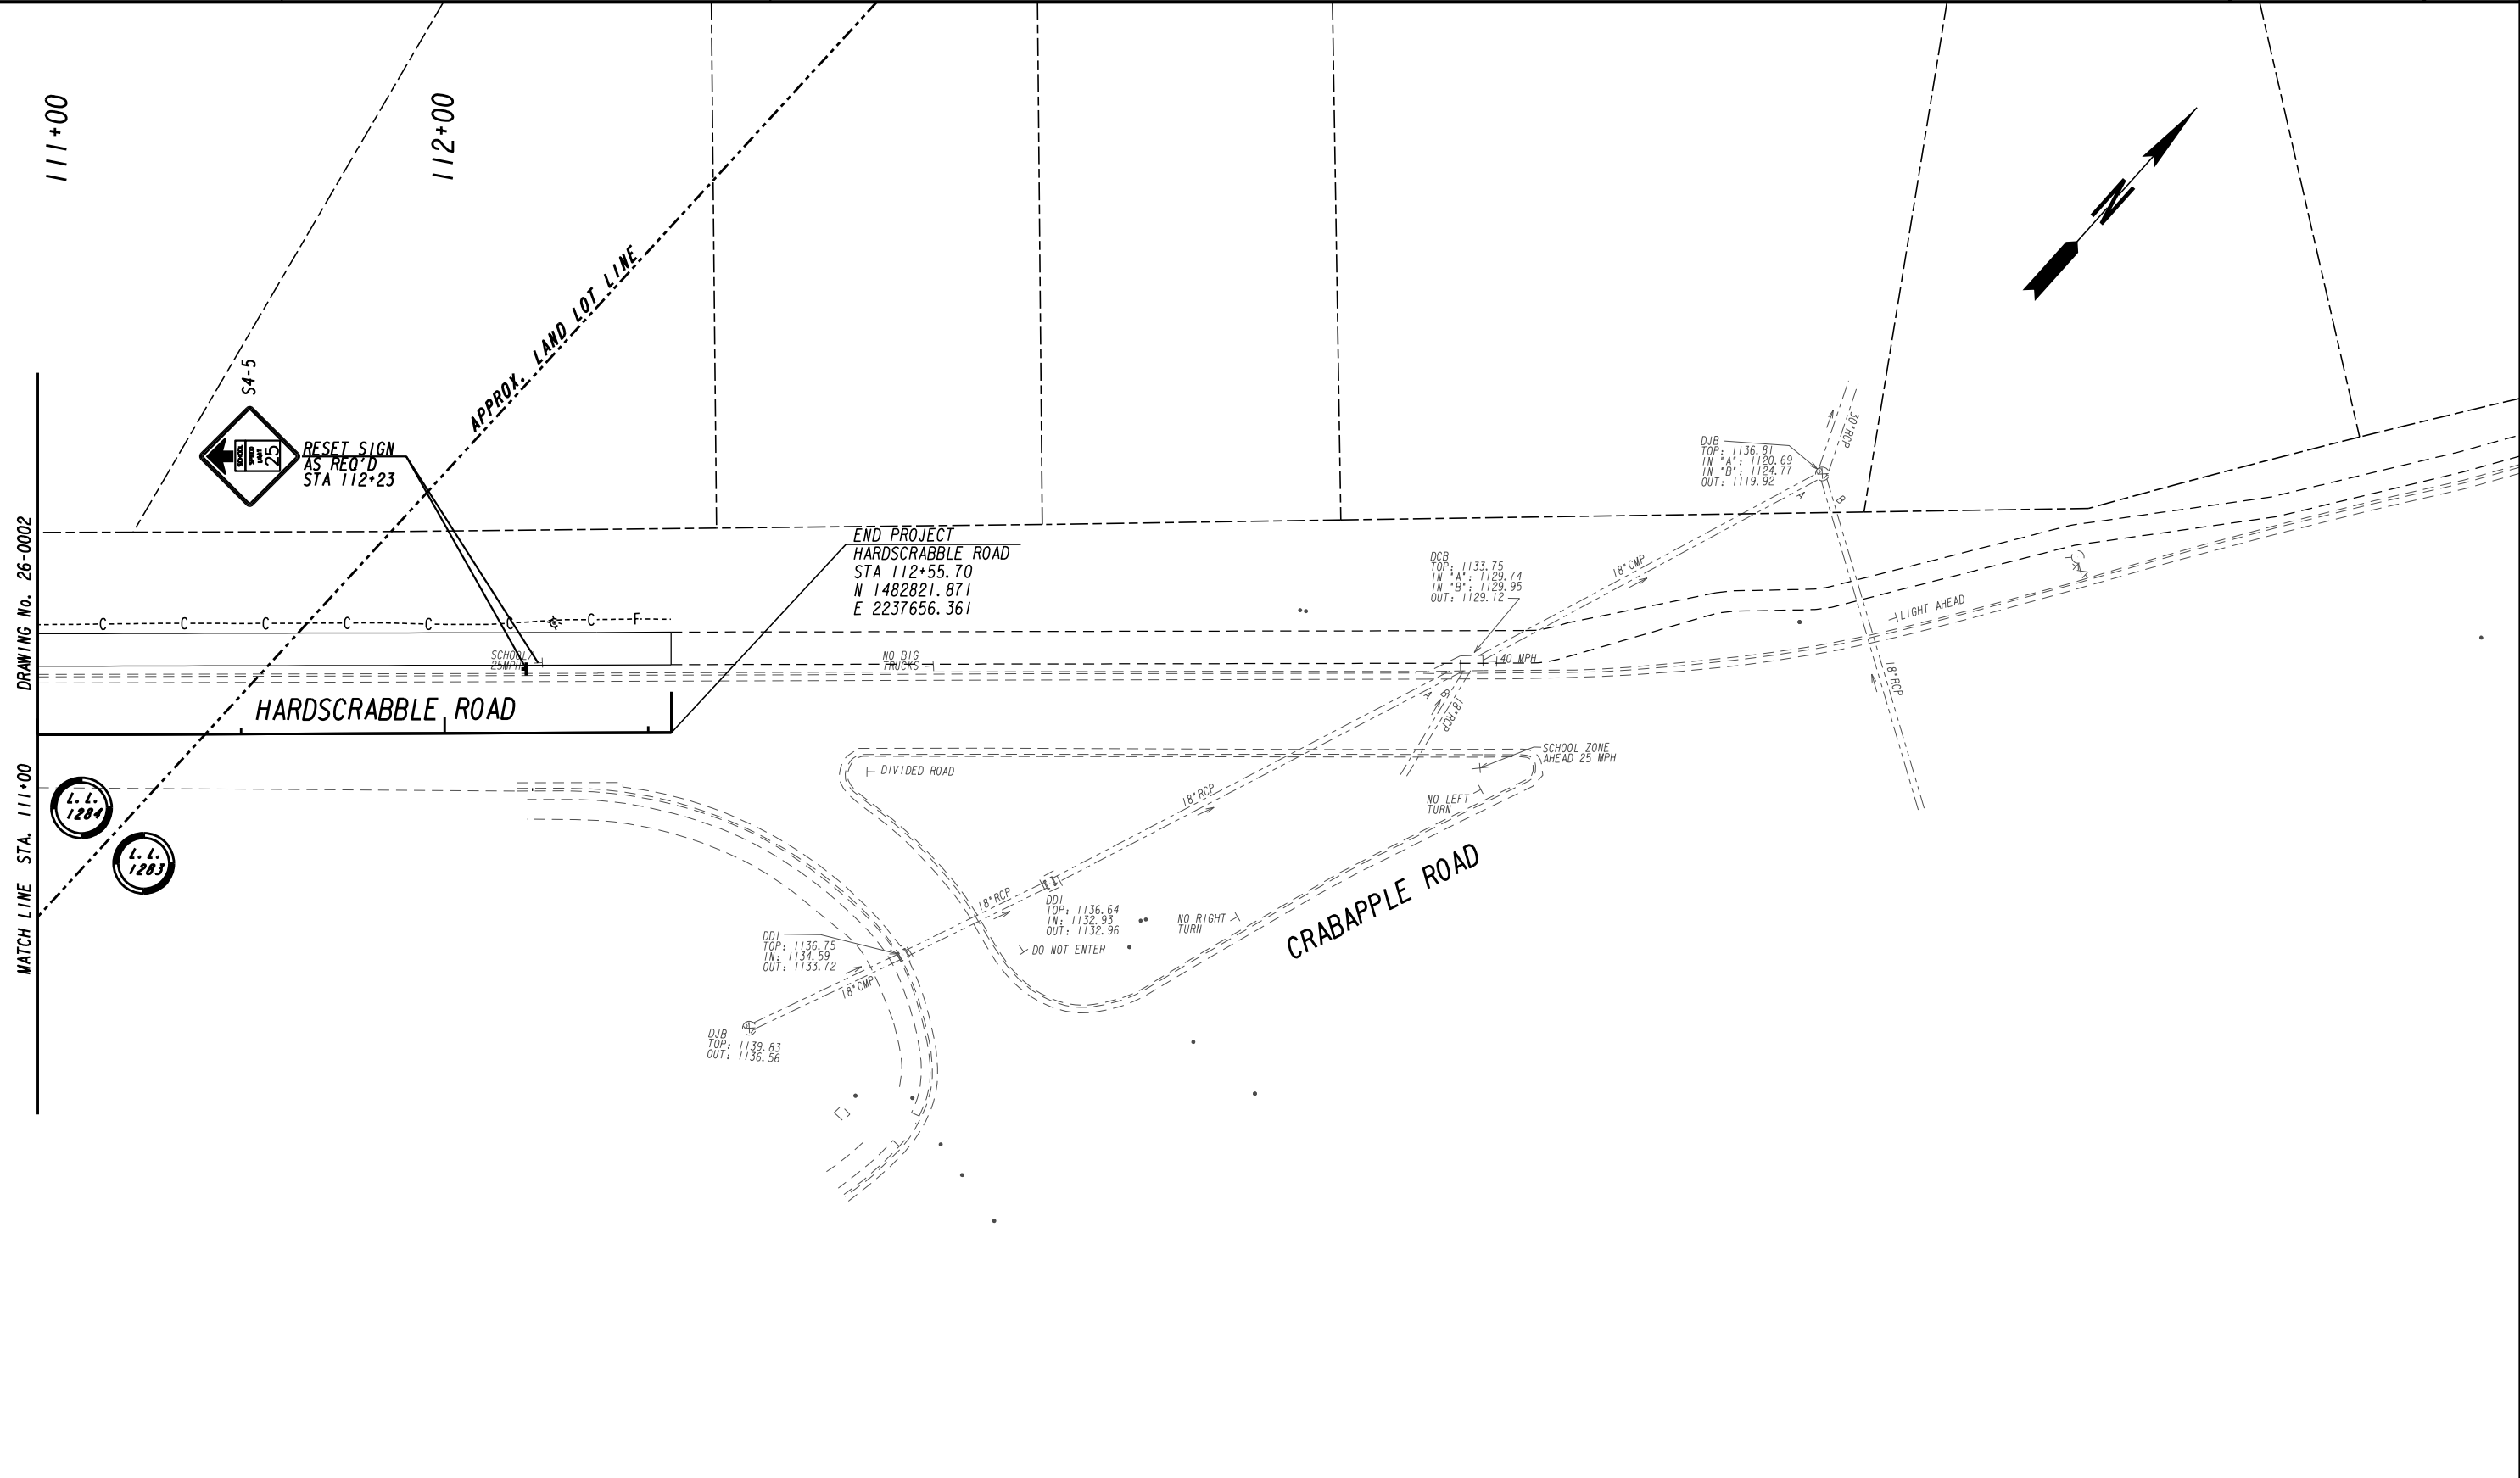 111+00
112+00
APPROX. LAND LOT LINE
N
S4-5
SCHOOL
SPEED
LIMIT
25
RESET SIGN
AS REQ'D
STA 112+23
DRAWING No. 26-0002
MATCH LINE STA. 111+00
END PROJECT
HARDSCRABBLE ROAD
STA 112+55.70
N 1482821.871
E 2237656.361
C C C C C C C F
SCHOOL
25MPH
NO BIG
TRUCKS
HARDSCRABBLE ROAD
L.L.
1284
L.L.
1283
DJB
TOP: 1136.81
IN "A": 1120.69
IN "B": 1124.77
OUT: 1119.92
30"RCP
A
B
DCB
TOP: 1133.75
IN "A": 1129.74
IN "B": 1129.95
OUT: 1129.12
18"CMP
40 MPH
LIGHT AHEAD
18"RCP
A
B
18"RCP
DIVIDED ROAD
SCHOOL ZONE
AHEAD 25 MPH
NO LEFT
TURN
18"RCP
CRABAPPLE ROAD
18"RCP
DDI
TOP: 1136.64
IN: 1132.93
OUT: 1132.96
NO RIGHT
TURN
DO NOT ENTER
DDI
TOP: 1136.75
IN: 1134.59
OUT: 1133.72
18"CMP
DJB
TOP: 1139.83
OUT: 1136.56